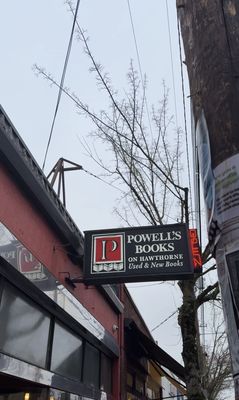 P
POWELL'S
BOOKS
ON HAWTHORNE
Used & New Books